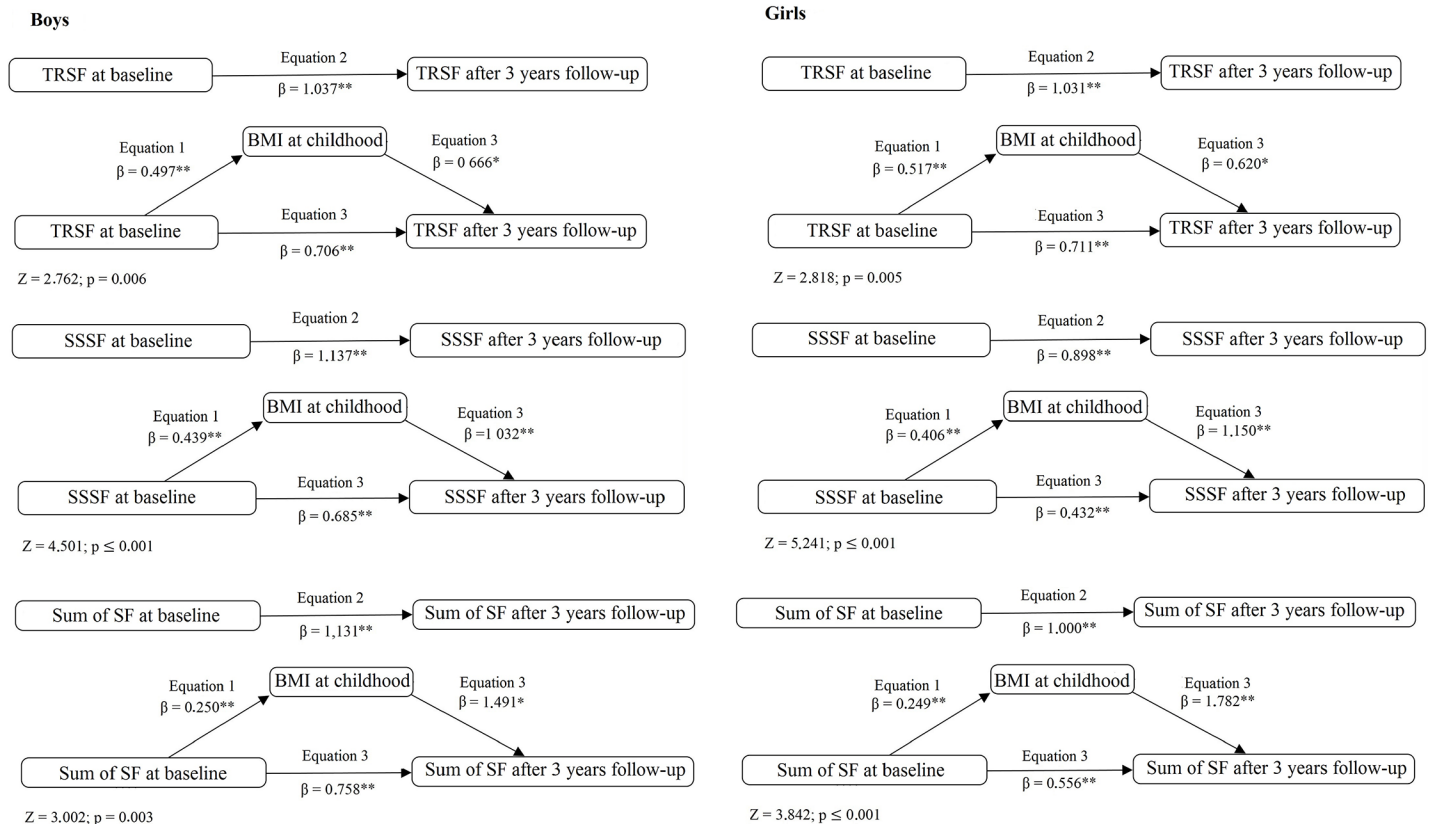 Boys
Equation 2
TRSF at baseline
TRSF after 3 years follow-up
β = 1.037**
BMI at childhood
Equation 1
β = 0.497**
Equation 3
β = 0 666*
Equation 3
TRSF at baseline
TRSF after 3 years follow-up
β = 0.706**
Z = 2.762; p = 0.006
Equation 2
SSSF at baseline
SSSF after 3 years follow-up
β = 1.137**
BMI at childhood
Equation 1
β = 0.439**
Equation 3
β =1 032**
Equation 3
SSSF at baseline
SSSF after 3 years follow-up
β = 0.685**
Z = 4.501; p ≤ 0.001
Equation 2
Sum of SF at baseline
Sum of SF after 3 years follow-up
β = 1,131**
BMI at childhood
Equation 1
β = 0.250**
Equation 3
β = 1.491*
Equation 3
Sum of SF at baseline
Sum of SF after 3 years follow-up
β = 0.758**
Z = 3.002; p = 0.003
Girls
Equation 2
TRSF at baseline
TRSF after 3 years follow-up
β = 1.031**
BMI at childhood
Equation 1
β = 0.517**
Equation 3
β = 0.620*
Equation 3
TRSF at baseline
TRSF after 3 years follow-up
β = 0.711**
Z = 2.818; p = 0.005
Equation 2
SSSF at baseline
SSSF after 3 years follow-up
β = 0.898**
BMI at childhood
Equation 1
β = 0.406**
Equation 3
β = 1.150**
Equation 3
SSSF at baseline
SSSF after 3 years follow-up
β = 0.432**
Z = 5.241; p ≤ 0.001
Equation 2
Sum of SF at baseline
Sum of SF after 3 years follow-up
β = 1.000**
BMI at childhood
Equation 1
β = 0.249**
Equation 3
β = 1.782**
Equation 3
Sum of SF at baseline
Sum of SF after 3 years follow-up
β = 0.556**
Z = 3.842; p ≤ 0.001